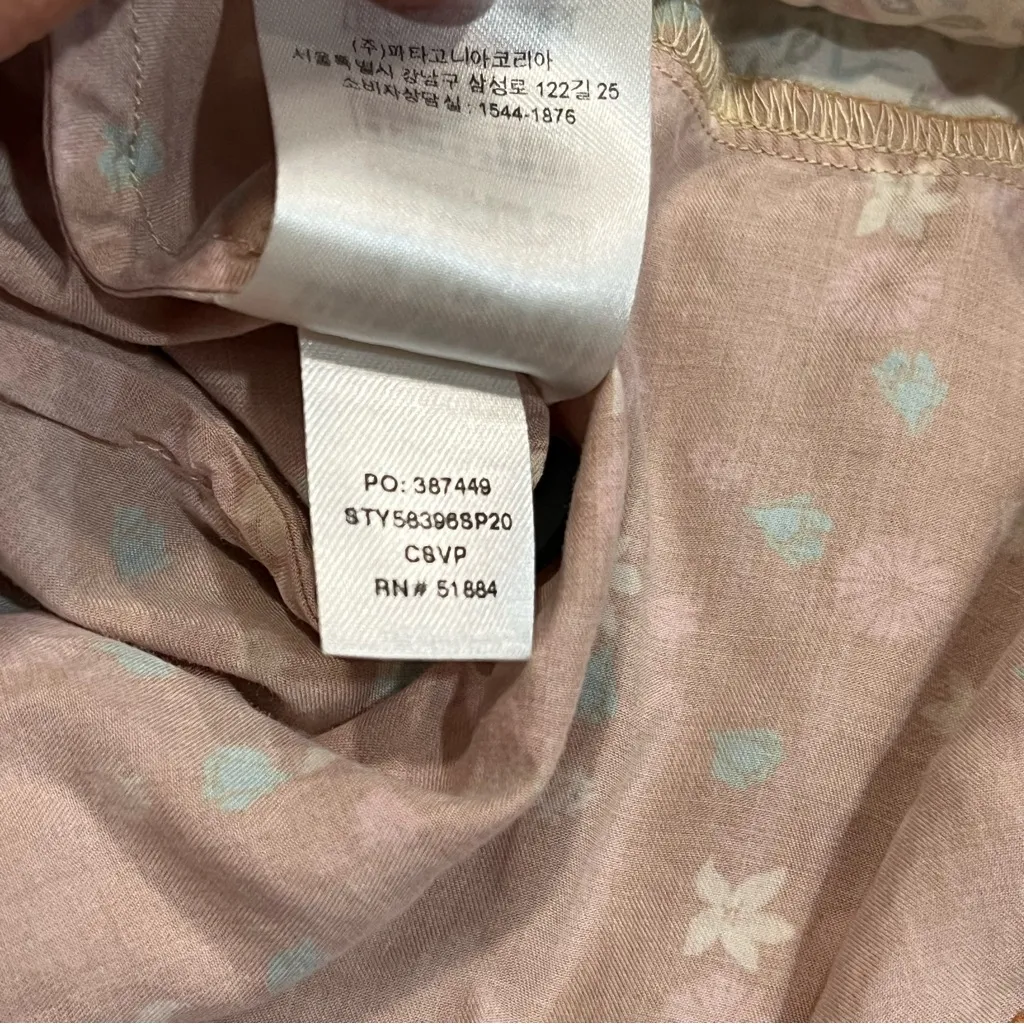 (주)파타고니아코리아
서울특별시 강남구 삼성로 122길 25
소비자상담실 : 1544-1876
PO: 387449
STY58396SP20
C8VP
RN# 51884